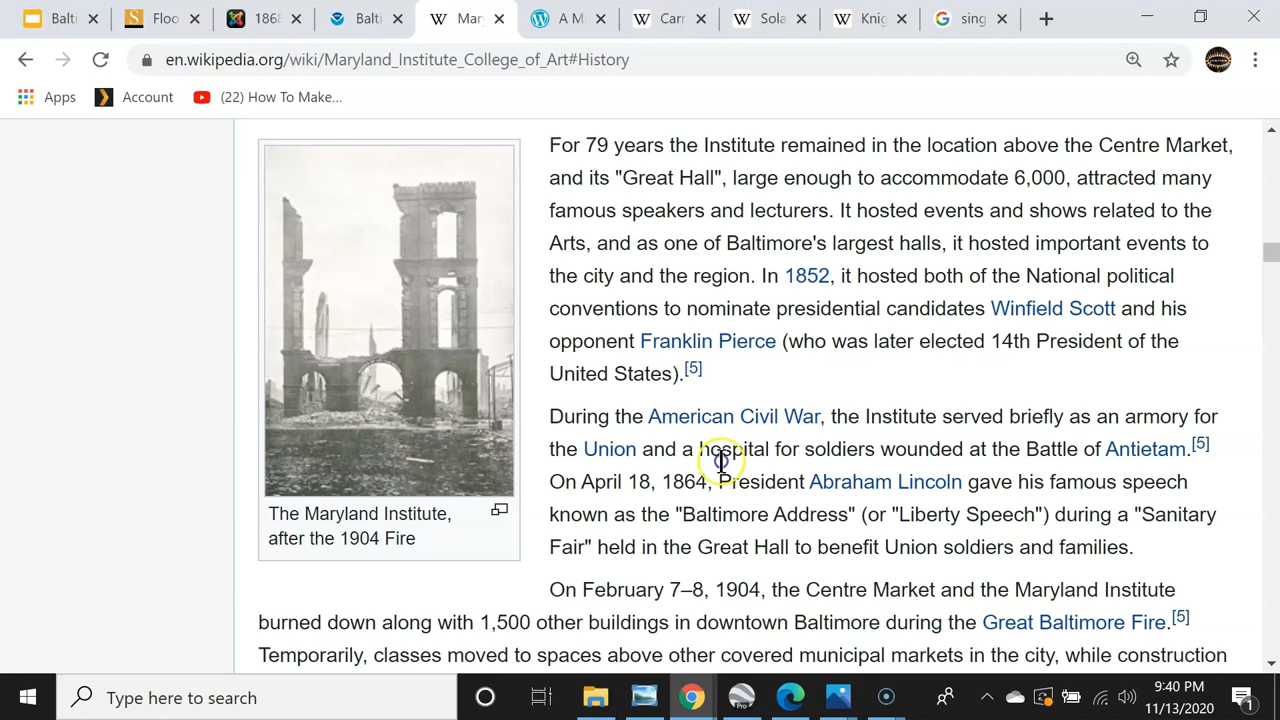 Balti
Floo
1868
Balti
Mar
A M
Carr
Sola
Knig
sing
en.wikipedia.org/wiki/Maryland_Institute_College_of_Art#History
Apps
Account
(22) How To Make...
For 79 years the Institute remained in the location above the Centre Market,
and its "Great Hall", large enough to accommodate 6,000, attracted many
famous speakers and lecturers. It hosted events and shows related to the
Arts, and as one of Baltimore's largest halls, it hosted important events to
the city and the region. In 1852, it hosted both of the National political
conventions to nominate presidential candidates Winfield Scott and his
opponent Franklin Pierce (who was later elected 14th President of the
United States).[5]
During the American Civil War, the Institute served briefly as an armory for
the Union and a hospital for soldiers wounded at the Battle of Antietam.[5]
On April 18, 1864, President Abraham Lincoln gave his famous speech
known as the "Baltimore Address" (or "Liberty Speech") during a "Sanitary
Fair" held in the Great Hall to benefit Union soldiers and families.
The Maryland Institute,
after the 1904 Fire
On February 7–8, 1904, the Centre Market and the Maryland Institute
burned down along with 1,500 other buildings in downtown Baltimore during the Great Baltimore Fire.[5]
Temporarily, classes moved to spaces above other covered municipal markets in the city, while construction
Type here to search
Pro
9:40 PM
11/13/2020
1